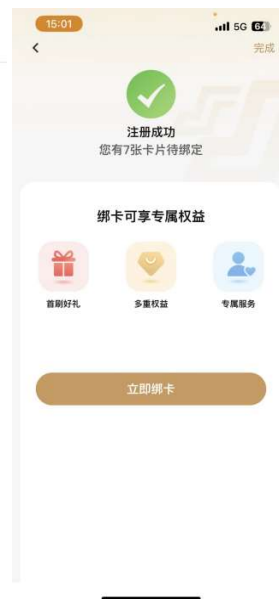 15:01
5G 64
完成
注册成功
您有7张卡片待绑定
绑卡可享专属权益
首刷好礼 多重权益 专属服务
立即绑卡